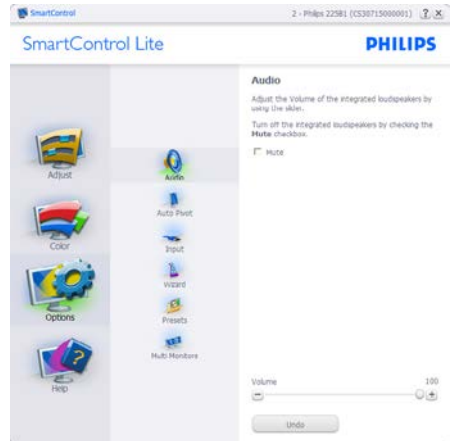 SmartControl
2 - Philips 225B1 (CS30715000001)
? X
SmartControl Lite
PHILIPS
Adjust
Color
Options
Help
Audio
Auto Pivot
Input
Wizard
Presets
Multi Monitors
Audio
Adjust the Volume of the integrated loudspeakers by
using the slider.
Turn off the integrated loudspeakers by checking the
Mute checkbox.
Mute
Volume 100
Undo